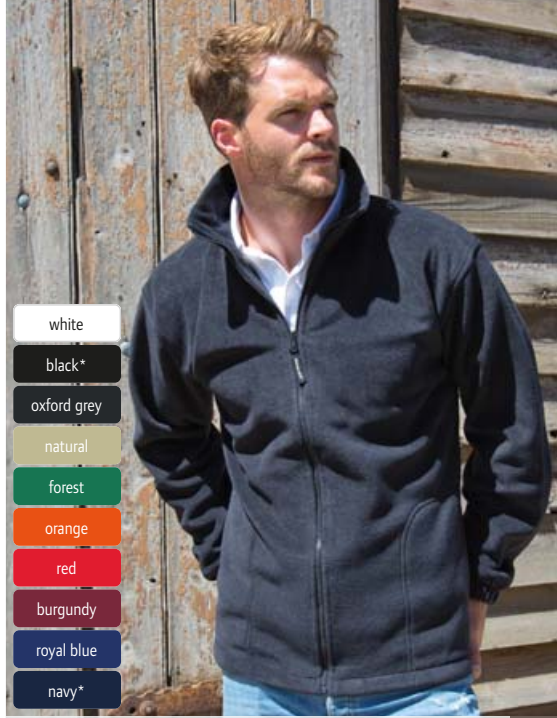 white
black*
oxford grey
natural
forest
orange
red
burgundy
royal blue
navy*